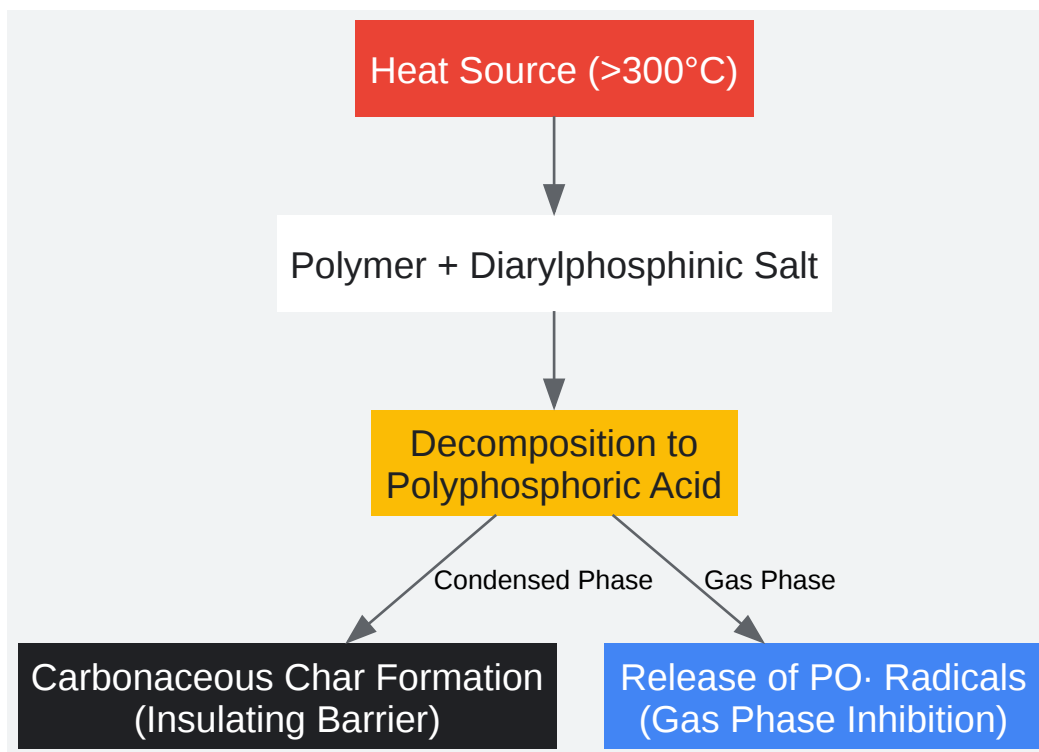 Heat Source (>300°C)
Polymer + Diarylphosphinic Salt
Decomposition to
Polyphosphoric Acid
Condensed Phase
Gas Phase
Carbonaceous Char Formation
(Insulating Barrier)
Release of PO· Radicals
(Gas Phase Inhibition)